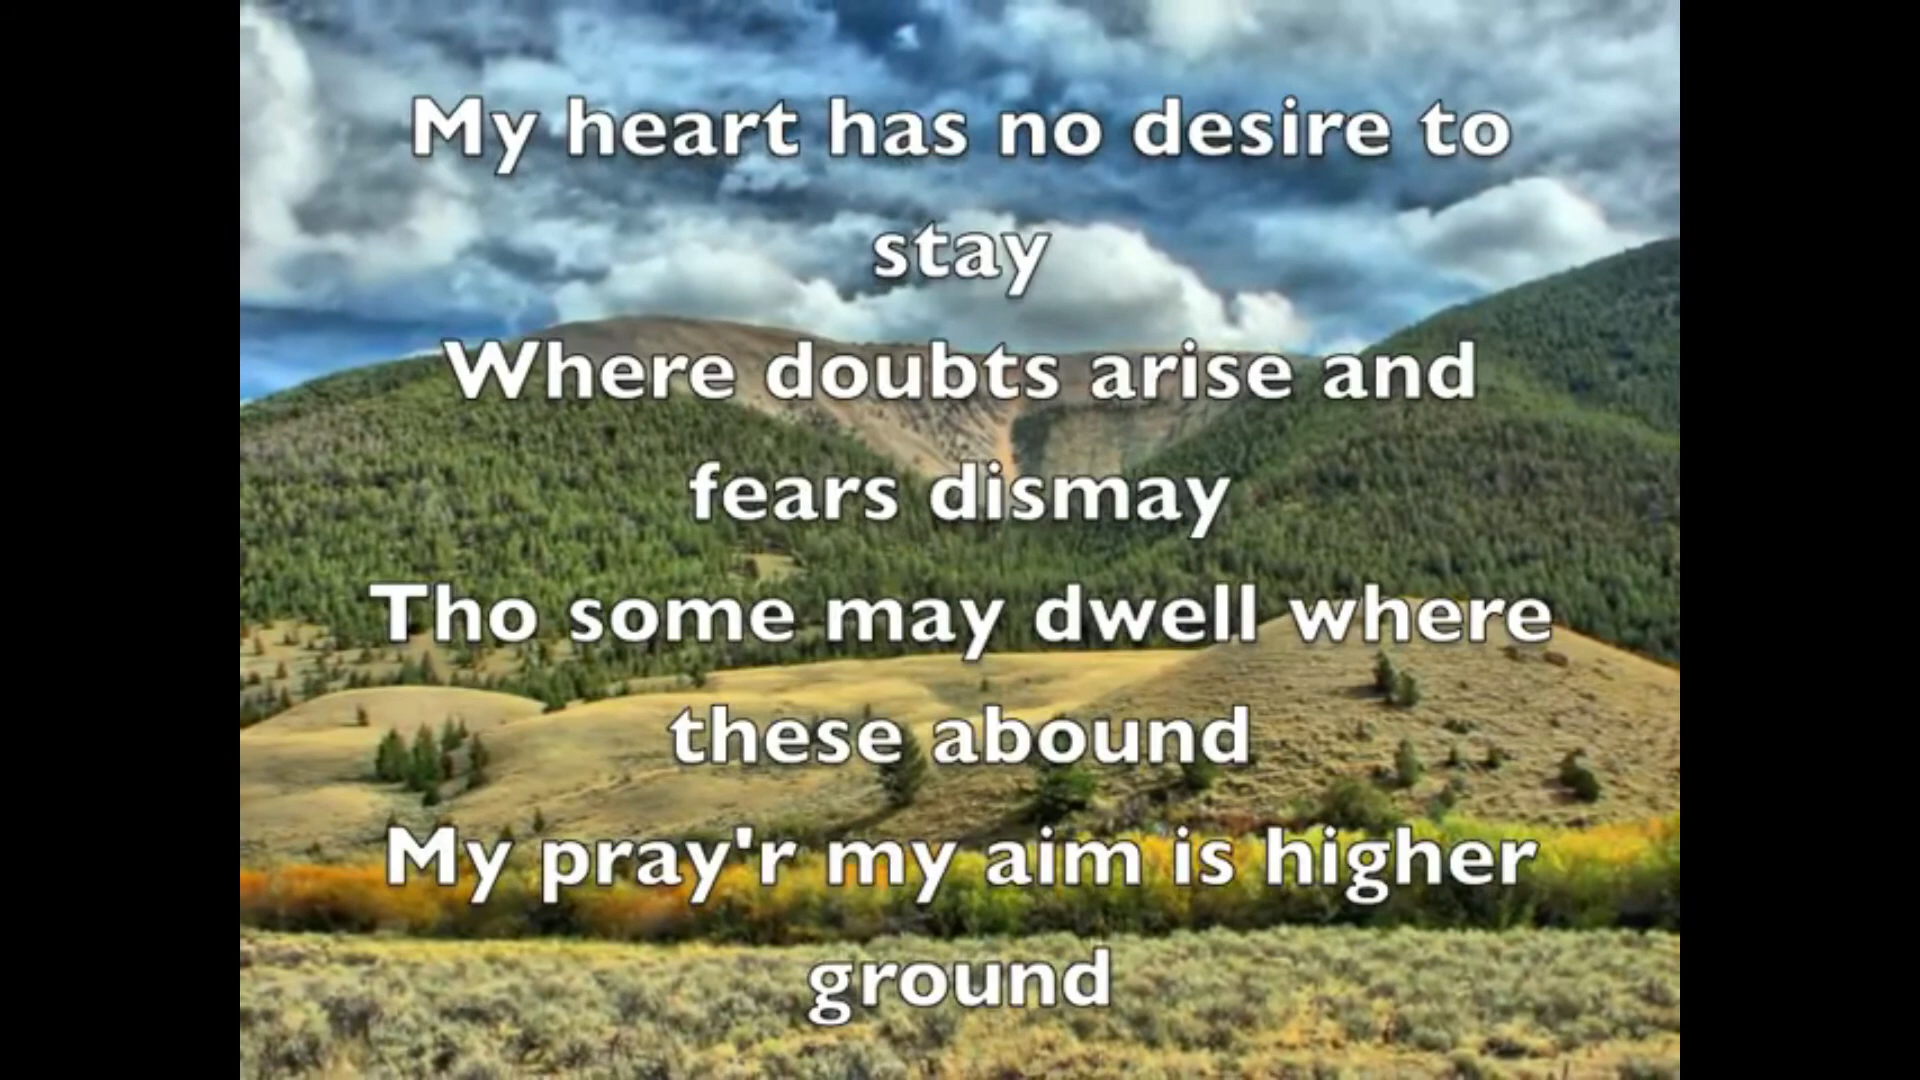 My heart has no desire to
stay
Where doubts arise and
fears dismay
Tho some may dwell where
these abound
My pray'r my aim is higher
ground